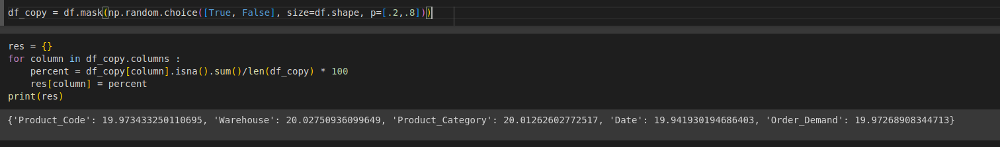 df_copy = df.mask(np.random.choice([True, False], size=df.shape, p=[.2,.8]))
res = {}
for column in df_copy.columns :
    percent = df_copy[column].isna().sum()/len(df_copy) * 100
    res[column] = percent
print(res)
{'Product_Code': 19.973433250110695, 'Warehouse': 20.02750936099649, 'Product_Category': 20.01262602772517, 'Date': 19.941930194686403, 'Order_Demand': 19.97268908344713}